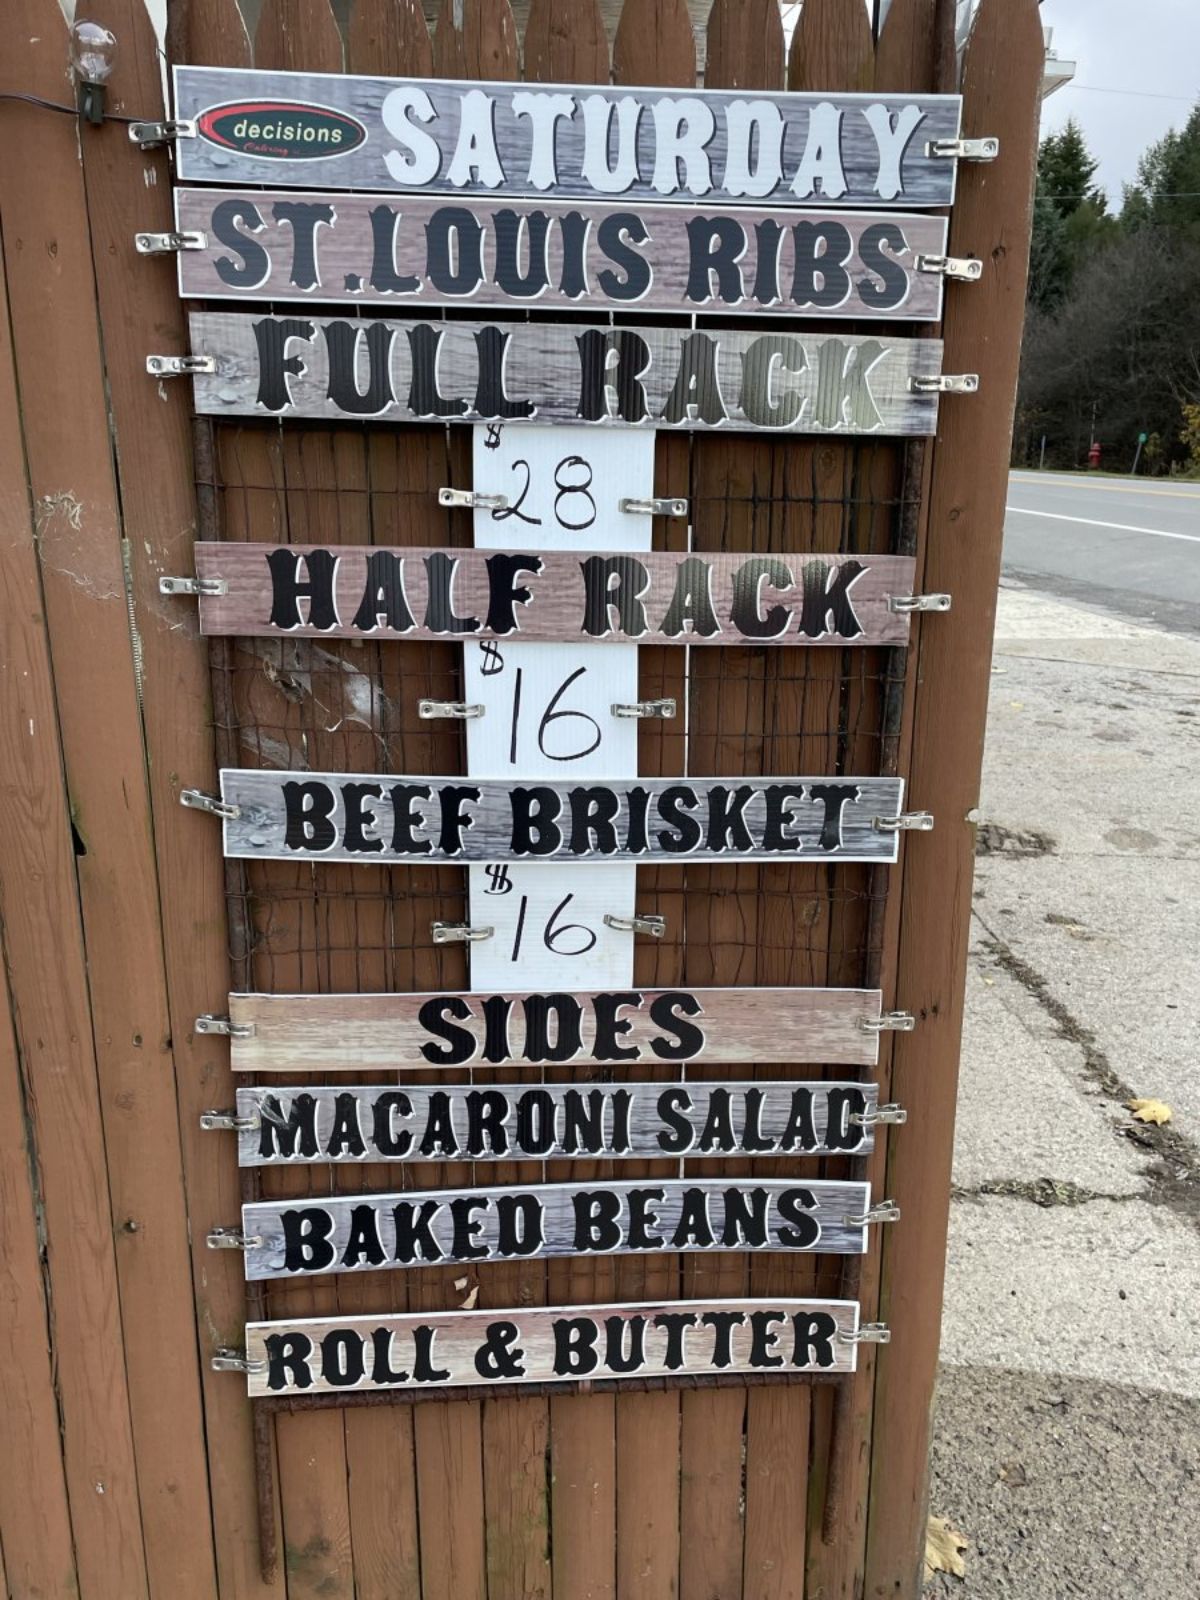 decisions
Catering
SATURDAY
ST. LOUIS RIBS
FULL RACK
$28
HALF RACK
$16
BEEF BRISKET
$16
SIDES
MACARONI SALAD
BAKED BEANS
ROLL & BUTTER